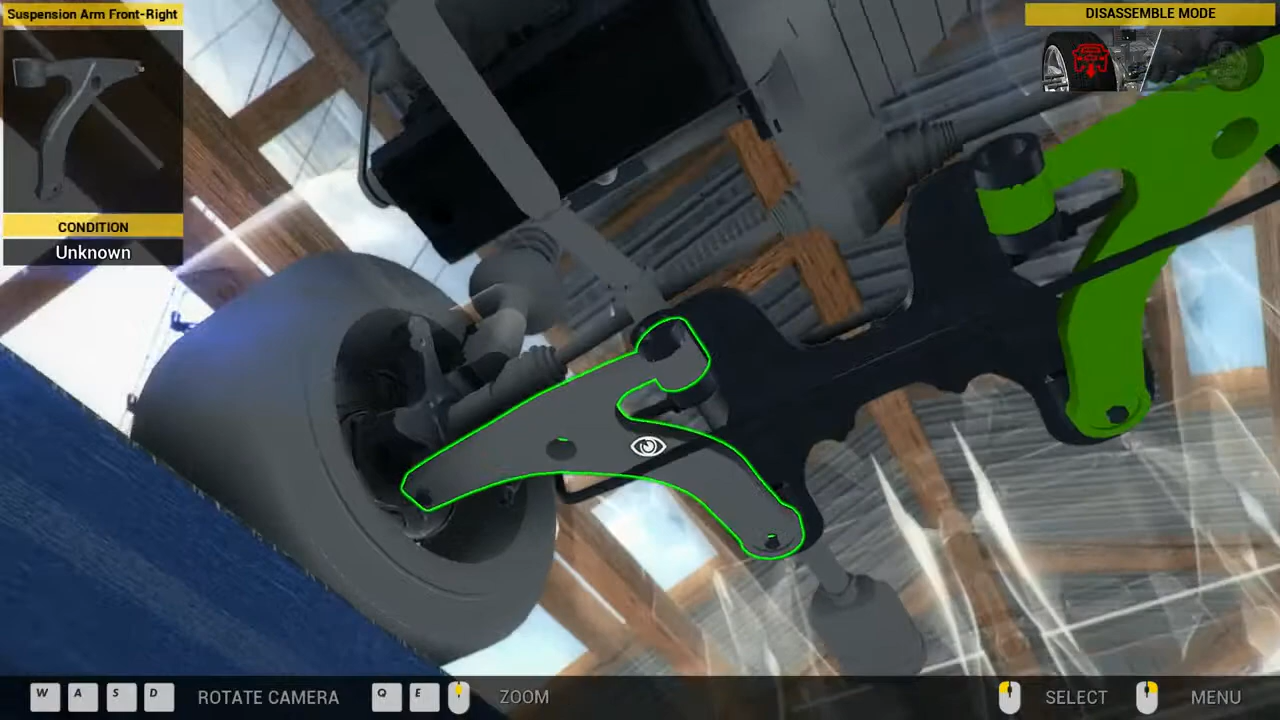 Suspension Arm Front-Right
CONDITION
Unknown
DISASSEMBLE MODE
W A S D ROTATE CAMERA Q E ZOOM SELECT MENU